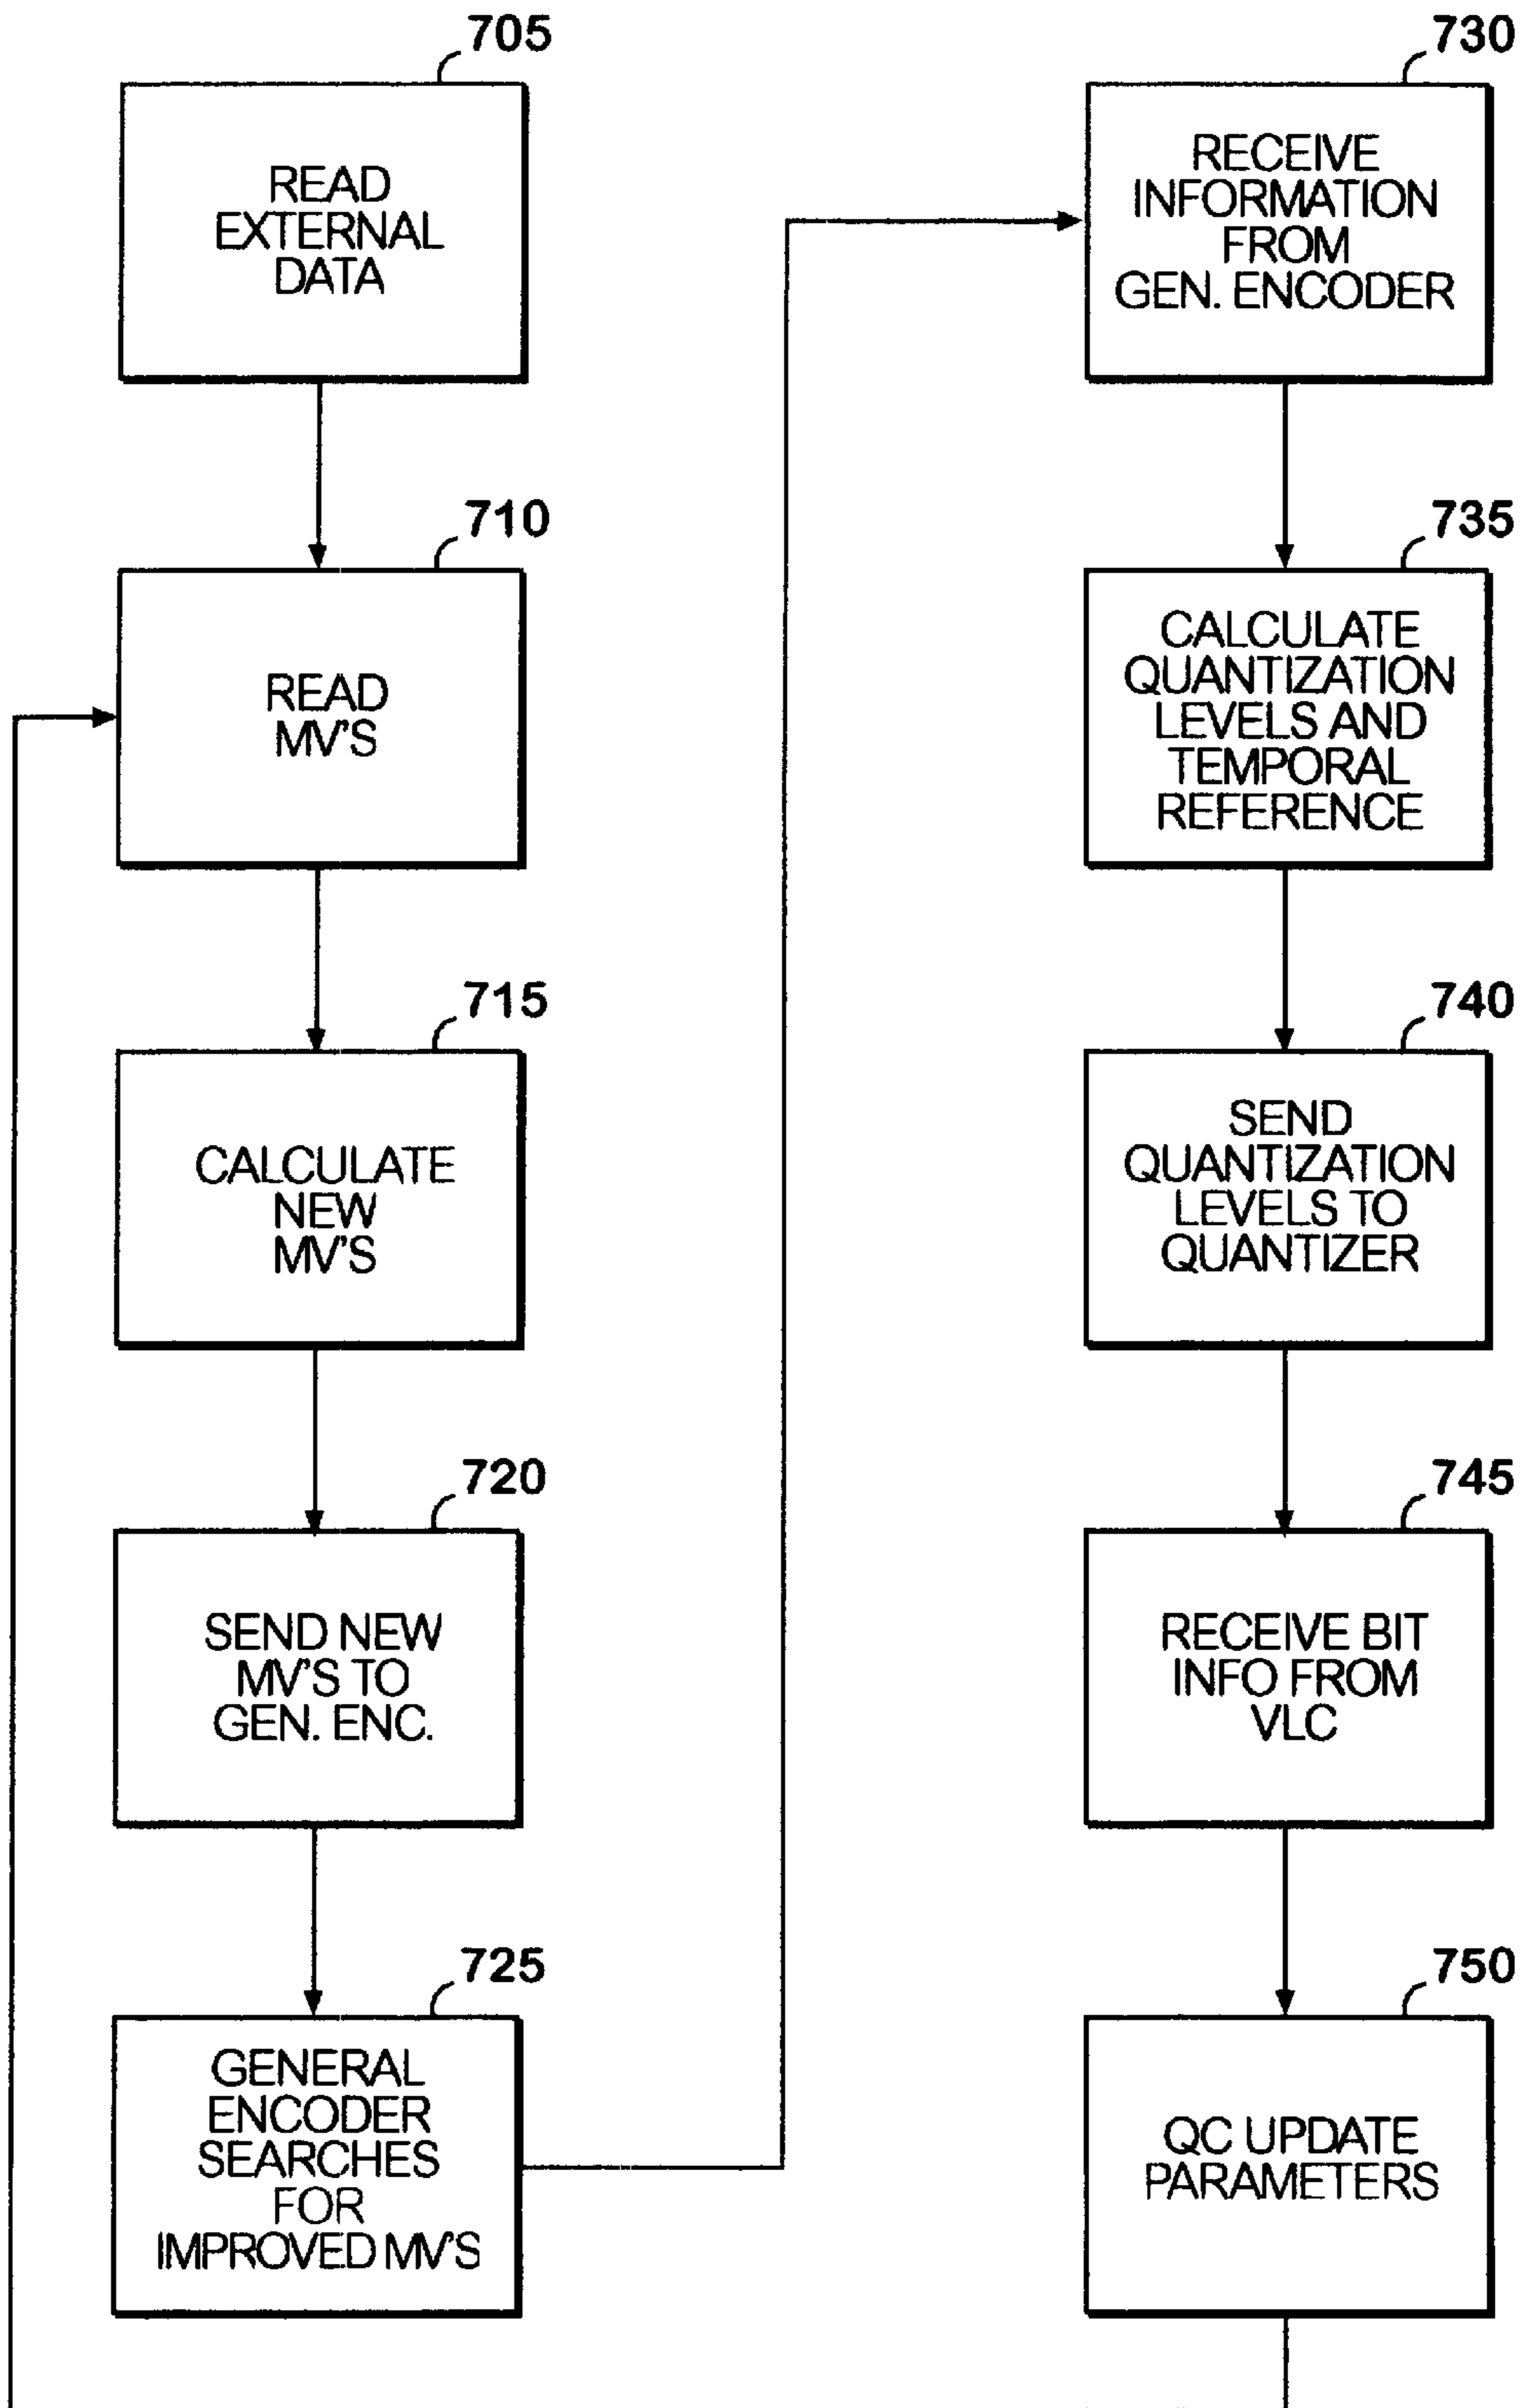 705
READ
EXTERNAL
DATA
710
READ
MV'S
715
CALCULATE
NEW
MV'S
720
SEND NEW
MV'S TO
GEN. ENC.
725
GENERAL
ENCODER
SEARCHES
FOR
IMPROVED MV'S
730
RECEIVE
INFORMATION
FROM
GEN. ENCODER
735
CALCULATE
QUANTIZATION
LEVELS AND
TEMPORAL
REFERENCE
740
SEND
QUANTIZATION
LEVELS TO
QUANTIZER
745
RECEIVE BIT
INFO FROM
VLC
750
QC UPDATE
PARAMETERS